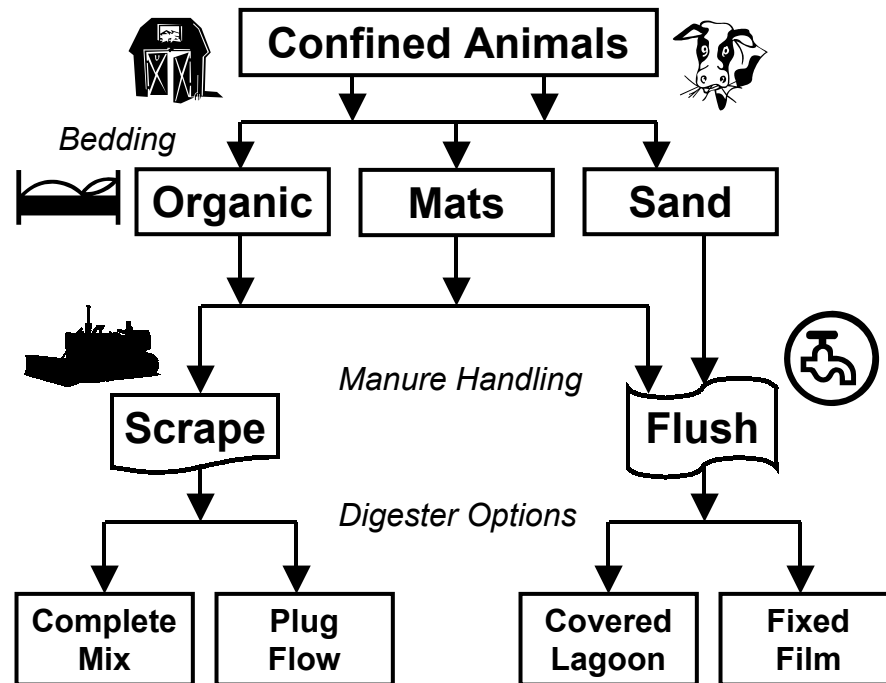 Confined Animals
Bedding
Organic
Mats
Sand
Manure Handling
Scrape
Flush
Digester Options
Complete
Mix
Plug
Flow
Covered
Lagoon
Fixed
Film